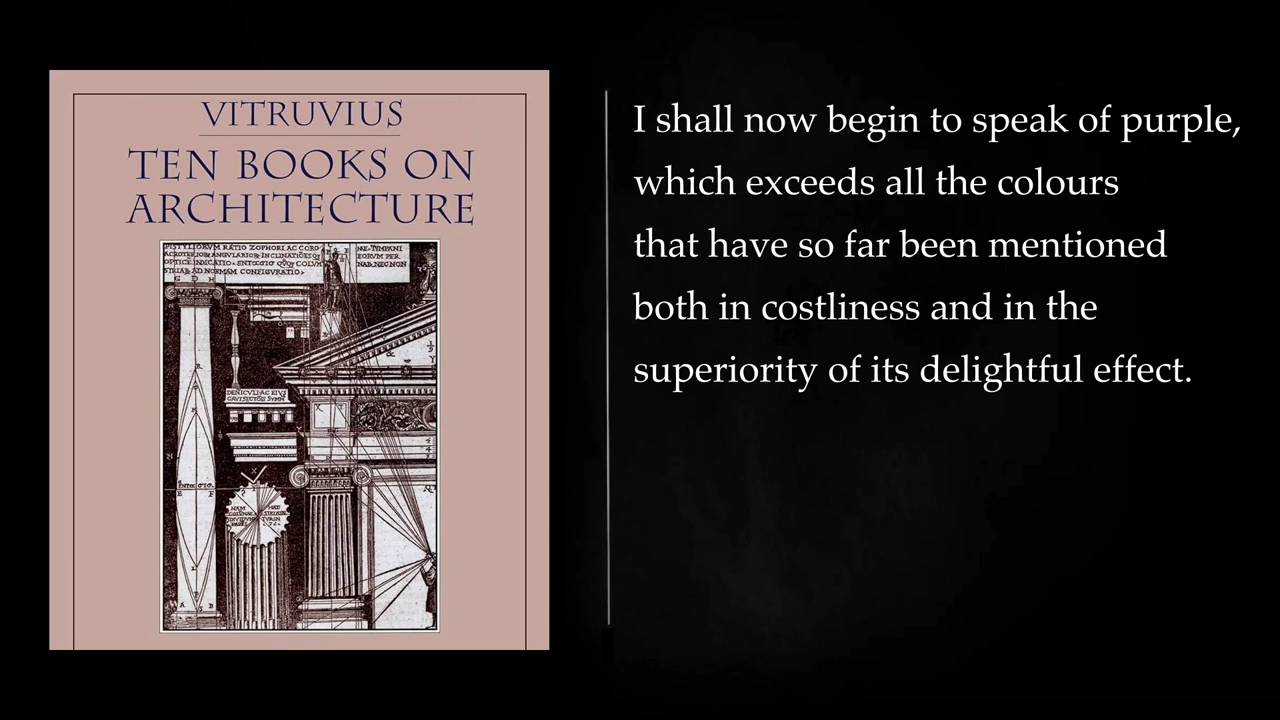 VITRUVIUS
TEN BOOKS ON
ARCHITECTURE
I shall now begin to speak of purple,
which exceeds all the colours
that have so far been mentioned
both in costliness and in the
superiority of its delightful effect.